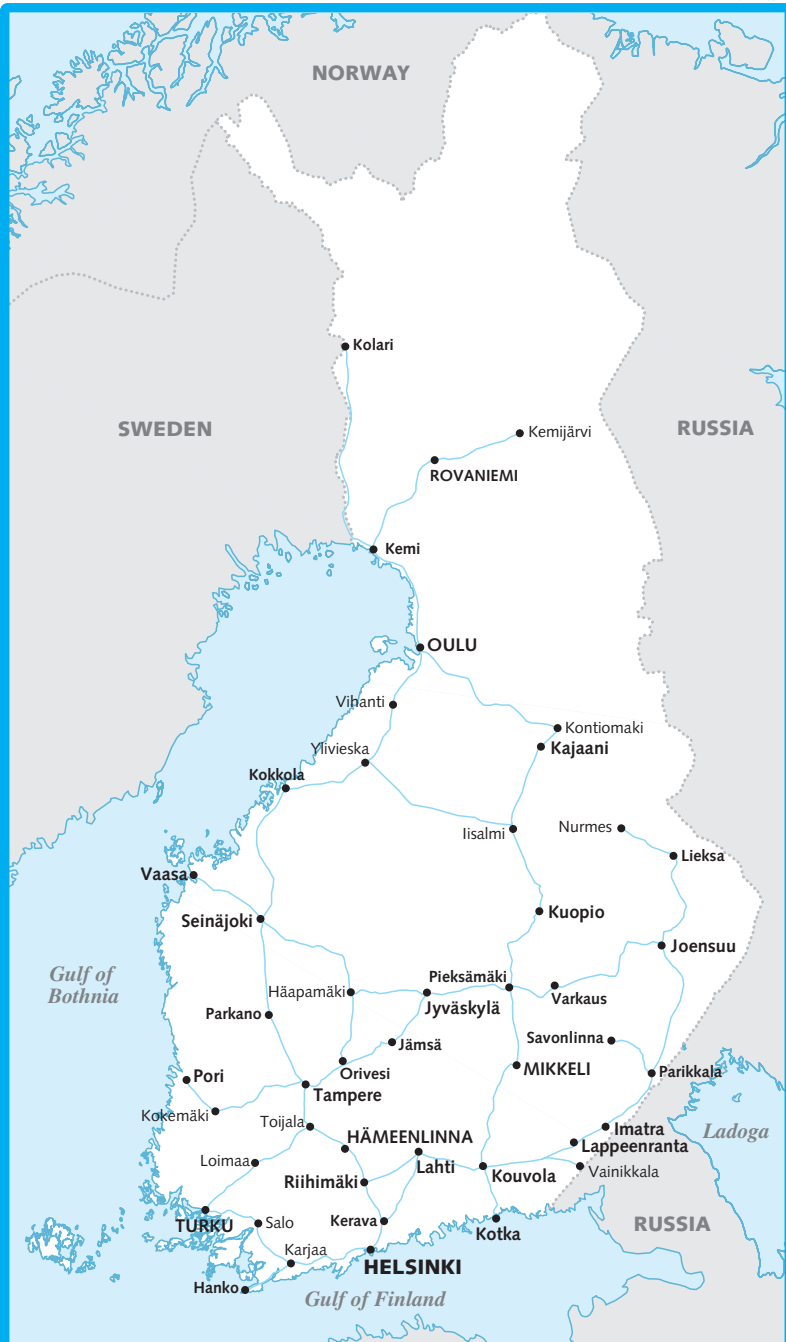 NORWAY
Kolari
SWEDEN
Kemijärvi
RUSSIA
ROVANIEMI
Kemi
OULU
Vihanti
Kontiomaki
Kajaani
Ylivieska
Kokkola
Iisalmi
Nurmes
Lieksa
Vaasa
Kuopio
Seinäjoki
Joensuu
Gulf of
Bothnia
Häapamäki
Pieksämäki
Jyväskylä
Varkaus
Parkano
Jämsä
Savonlinna
Orivesi
MIKKELI
Parikkala
Pori
Tampere
Kokemäki
Toijala
HÄMEENLINNA
Imatra
Ladoga
Lappeenranta
Loimaa
Lahti
Kouvola
Vainikkala
Riihimäki
TURKU
Salo
Kerava
Kotka
RUSSIA
Karjaa
HELSINKI
Hanko
Gulf of Finland